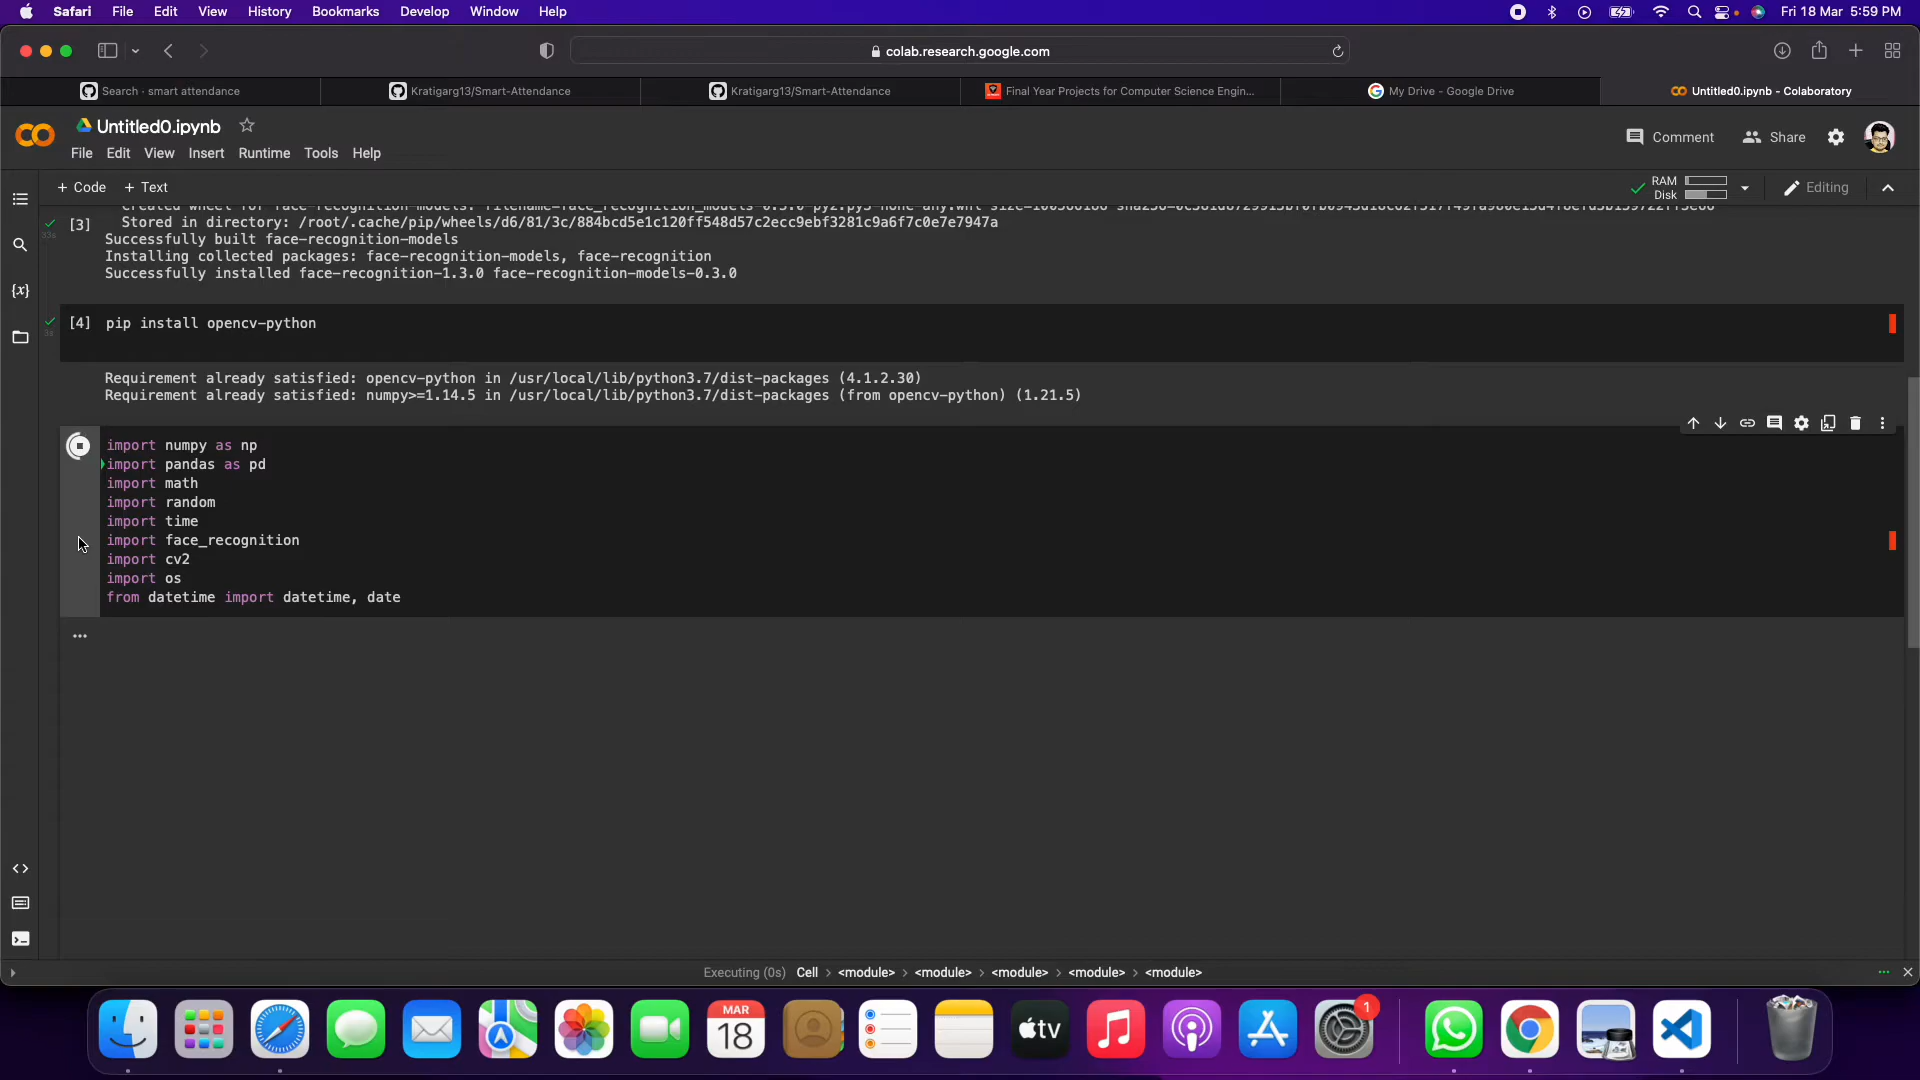 Safari File Edit View History Bookmarks Develop Window Help Fri 18 Mar 5:59 PM
colab.research.google.com
Search · smart attendance Kratigarg13/Smart-Attendance Kratigarg13/Smart-Attendance Final Year Projects for Computer Science Engin... My Drive - Google Drive Untitled0.ipynb - Colaboratory
Untitled0.ipynb
Comment Share
File Edit View Insert Runtime Tools Help
+ Code + Text RAM Disk Editing
[3] Stored in directory: /root/.cache/pip/wheels/d6/81/3c/884bcd5e1c120ff548d57c2ecc9ebf3281c9a6f7c0e7e7947a
Successfully built face-recognition-models
Installing collected packages: face-recognition-models, face-recognition
Successfully installed face-recognition-1.3.0 face-recognition-models-0.3.0
{x}
[4] pip install opencv-python
3s
Requirement already satisfied: opencv-python in /usr/local/lib/python3.7/dist-packages (4.1.2.30)
Requirement already satisfied: numpy>=1.14.5 in /usr/local/lib/python3.7/dist-packages (from opencv-python) (1.21.5)
import numpy as np
import pandas as pd
import math
import random
import time
import face_recognition
import cv2
import os
from datetime import datetime, date
Executing (0s) Cell > <module> > <module> > <module> > <module> > <module>
MAR
18
tv
1